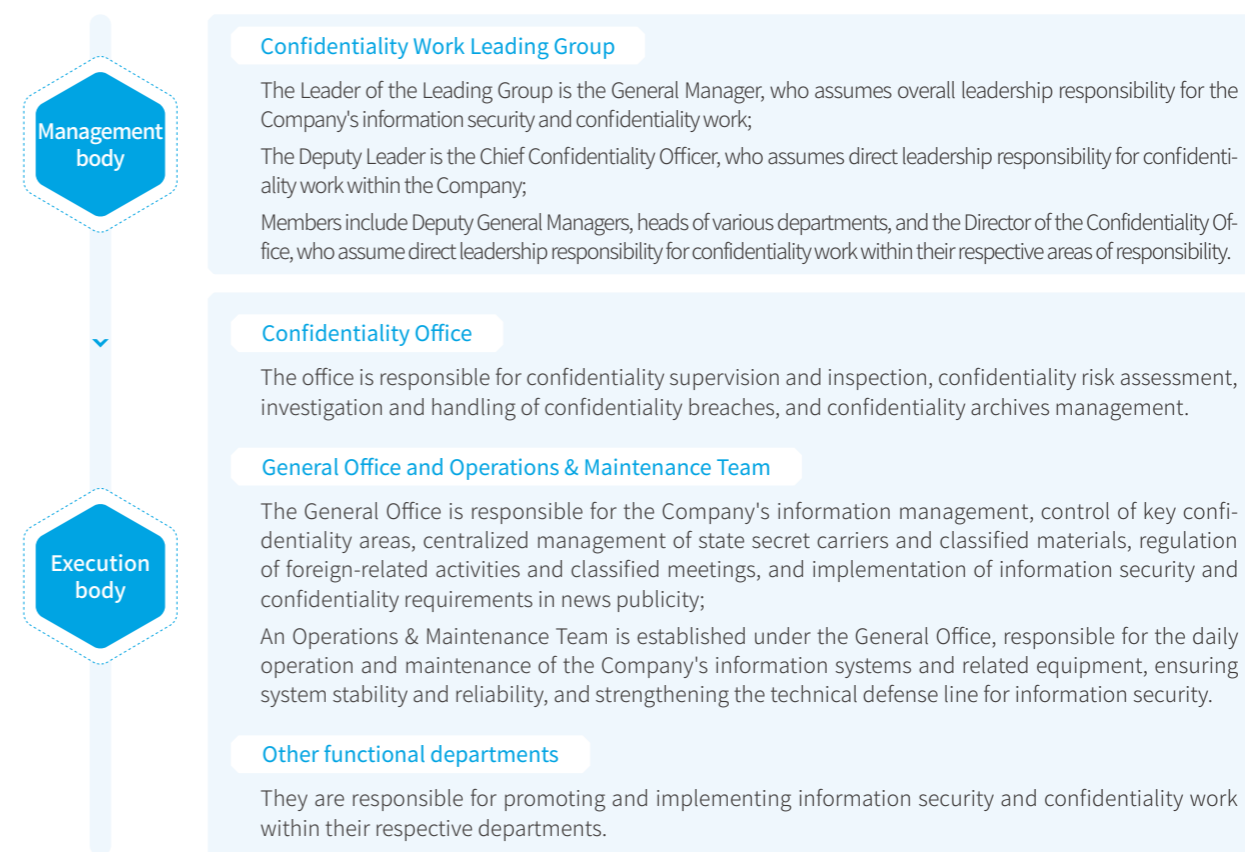 Management
body
Confidentiality Work Leading Group
The Leader of the Leading Group is the General Manager, who assumes overall leadership responsibility for the
Company's information security and confidentiality work;
The Deputy Leader is the Chief Confidentiality Officer, who assumes direct leadership responsibility for confidenti-
ality work within the Company;
Members include Deputy General Managers, heads of various departments, and the Director of the Confidentiality Of-
fice, who assume direct leadership responsibility for confidentiality work within their respective areas of responsibility.
Execution
body
Confidentiality Office
The office is responsible for confidentiality supervision and inspection, confidentiality risk assessment,
investigation and handling of confidentiality breaches, and confidentiality archives management.
General Office and Operations & Maintenance Team
The General Office is responsible for the Company's information management, control of key confi-
dentiality areas, centralized management of state secret carriers and classified materials, regulation
of foreign-related activities and classified meetings, and implementation of information security and
confidentiality requirements in news publicity;
An Operations & Maintenance Team is established under the General Office, responsible for the daily
operation and maintenance of the Company's information systems and related equipment, ensuring
system stability and reliability, and strengthening the technical defense line for information security.
Other functional departments
They are responsible for promoting and implementing information security and confidentiality work
within their respective departments.